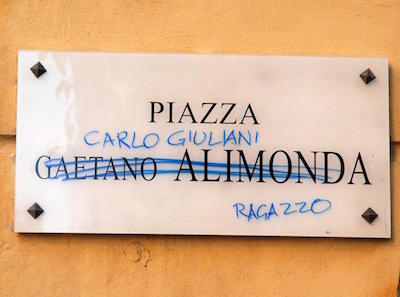 PIAZZA
CARLO GIULIANI
GAETANO ALIMONDA
RAGAZZO